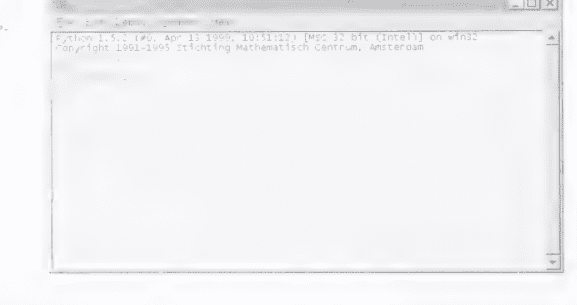 Python 1.5.2 (#0, Apr 13 1999, 10:51:12) [MSC 32 bit (Intel)] on win32
Copyright 1991-1995 Stichting Mathematisch Centrum, Amsterdam